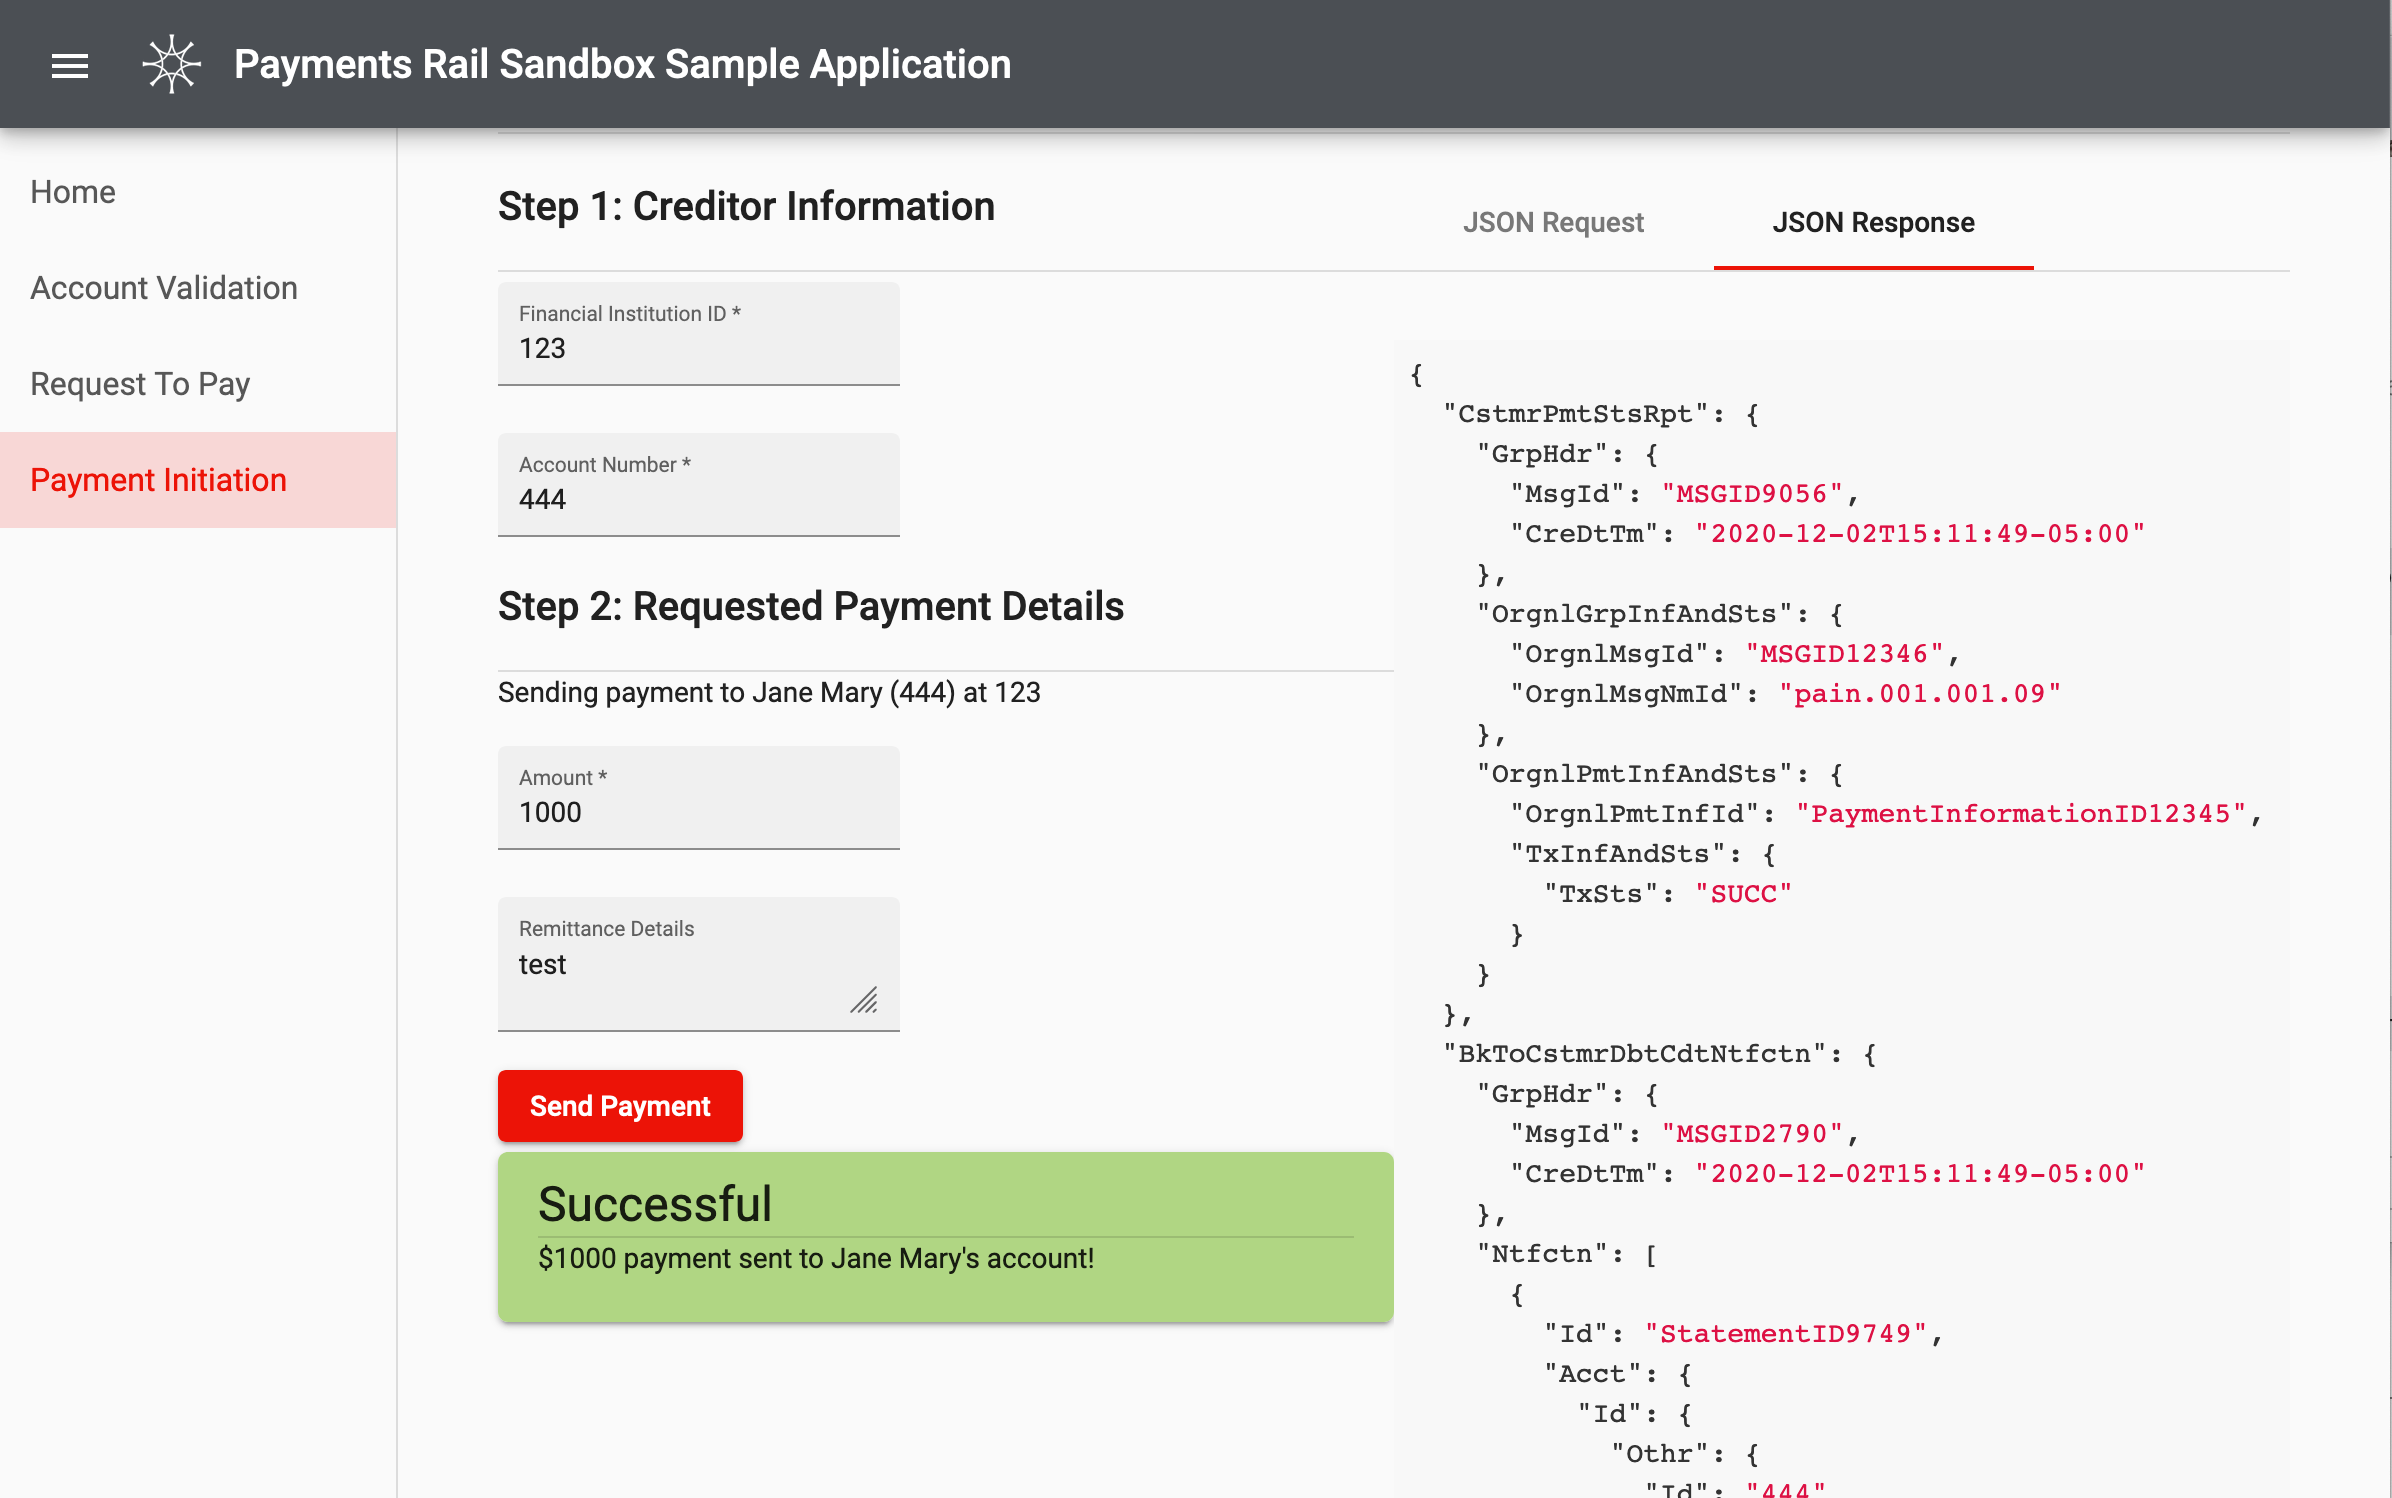 Payments Rail Sandbox Sample Application
Home
Account Validation
Request To Pay
Payment Initiation
Step 1: Creditor Information
Financial Institution ID *
123
Account Number *
444
Step 2: Requested Payment Details
Sending payment to Jane Mary (444) at 123
Amount *
1000
Remittance Details
test
Send Payment
Successful
$1000 payment sent to Jane Mary's account!
JSON Request
JSON Response
{
"CstmrPmtStsRpt": {
"GrpHdr": {
"MsgId": "MSGID9056",
"CreDtTm": "2020-12-02T15:11:49-05:00"
},
"OrgnlGrpInfAndSts": {
"OrgnlMsgId": "MSGID12346",
"OrgnlMsgNmId": "pain.001.001.09"
},
"OrgnlPmtInfAndSts": {
"OrgnlPmtInfId": "PaymentInformationID12345",
"TxInfAndSts": {
"TxSts": "SUCC"
}
}
},
"BkToCstmrDbtCdtNtfctn": {
"GrpHdr": {
"MsgId": "MSGID2790",
"CreDtTm": "2020-12-02T15:11:49-05:00"
},
"Ntfctn": [
{
"Id": "StatementID9749",
"Acct": {
"Id": {
"Othr": {
"Id": "444"